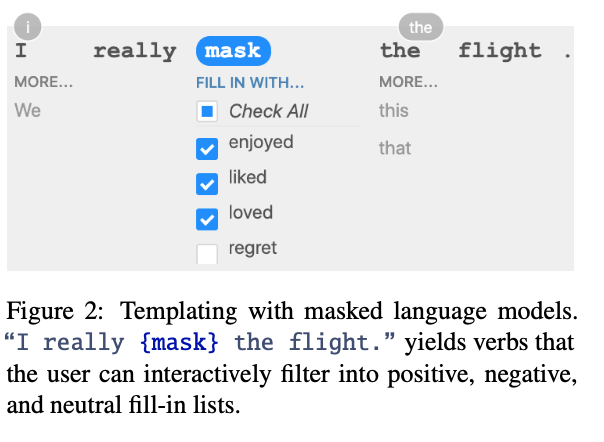 i the
I really mask the flight .
MORE... FILL IN WITH... MORE...
We Check All this
enjoyed that
liked
loved
regret
Figure 2: Templating with masked language models.
“I really {mask} the flight.” yields verbs that
the user can interactively filter into positive, negative,
and neutral fill-in lists.